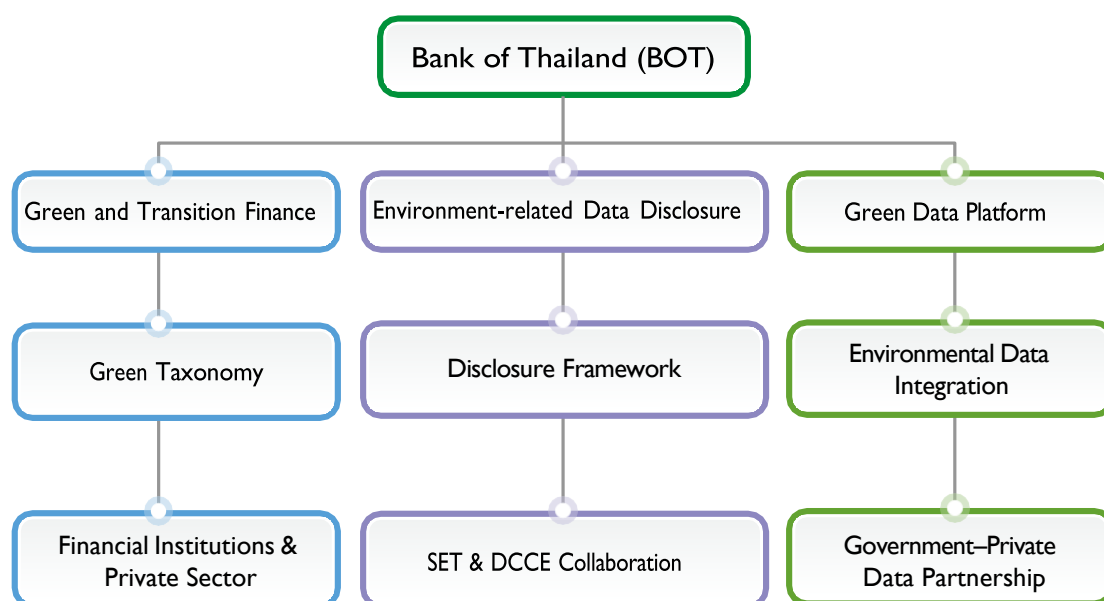 Bank of Thailand (BOT)
Green and Transition Finance
Environment-related Data Disclosure
Green Data Platform
Green Taxonomy
Disclosure Framework
Environmental Data
Integration
Financial Institutions &
Private Sector
SET & DCCE Collaboration
Government–Private
Data Partnership